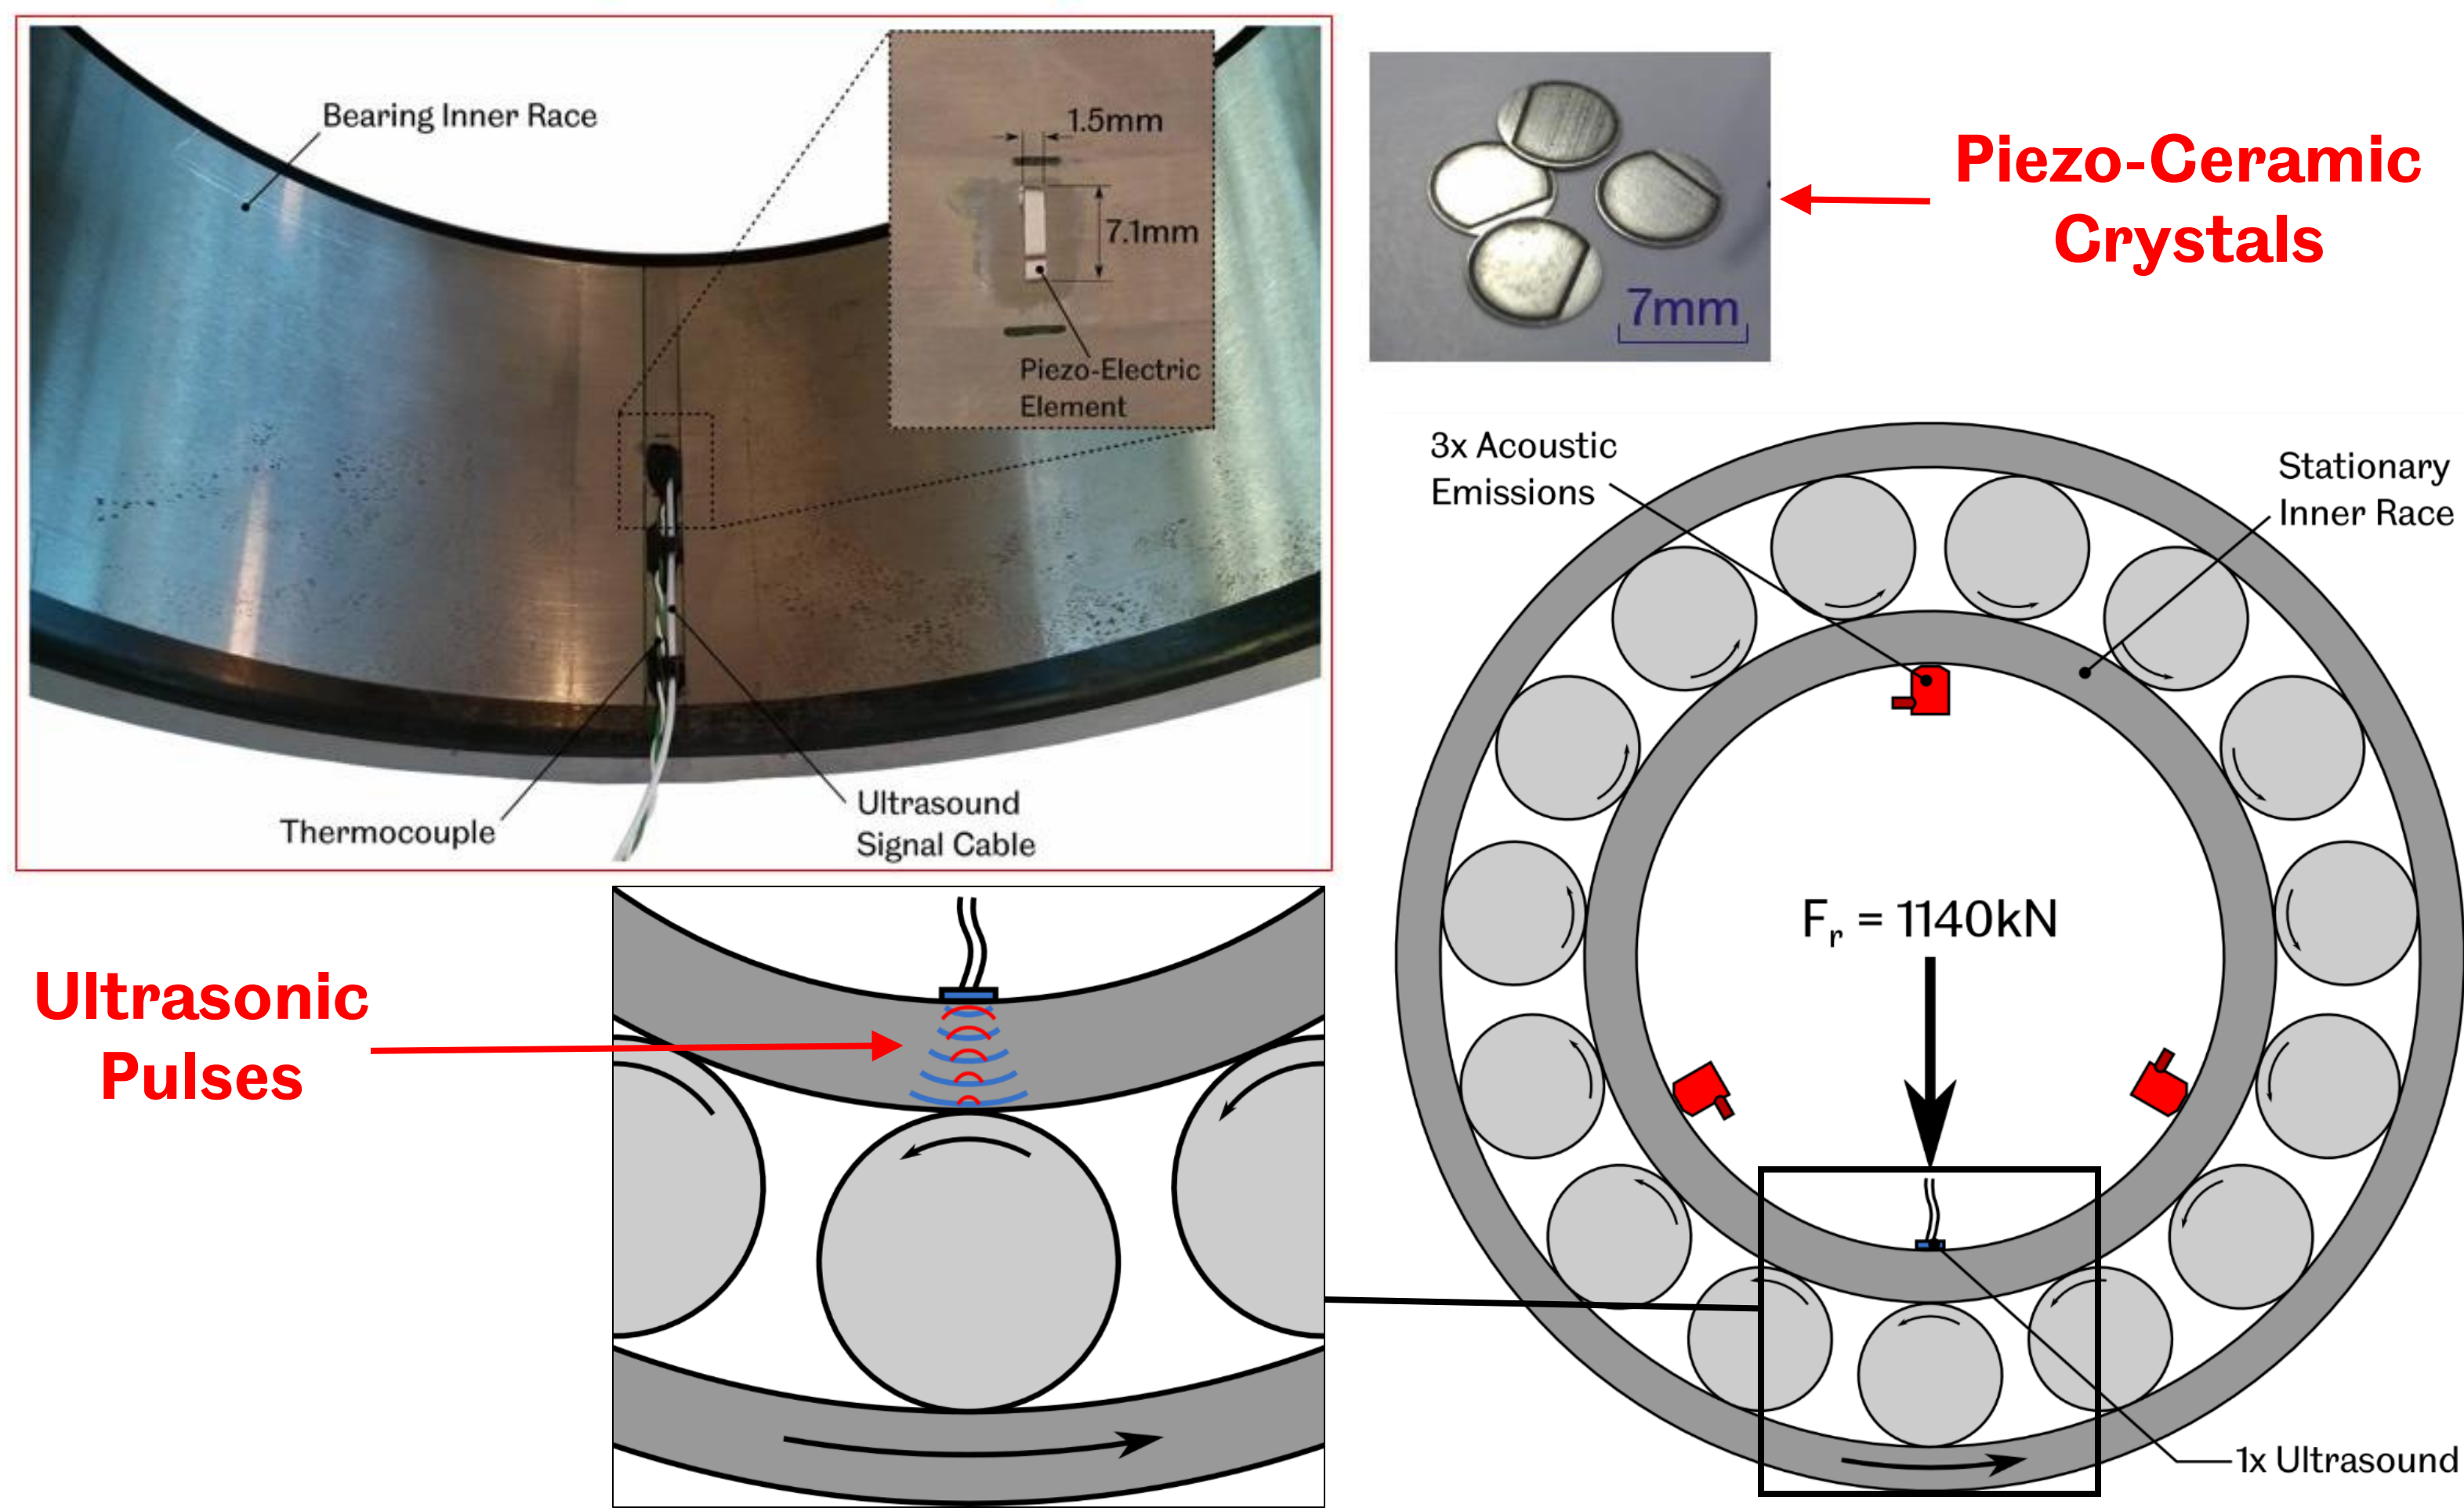 Bearing Inner Race
1.5mm
7.1mm
Piezo-Electric
Element
Thermocouple
Ultrasound
Signal Cable
7mm
Piezo-Ceramic
Crystals
3x Acoustic
Emissions
Stationary
Inner Race
Fr = 1140kN
1x Ultrasound
Ultrasonic
Pulses